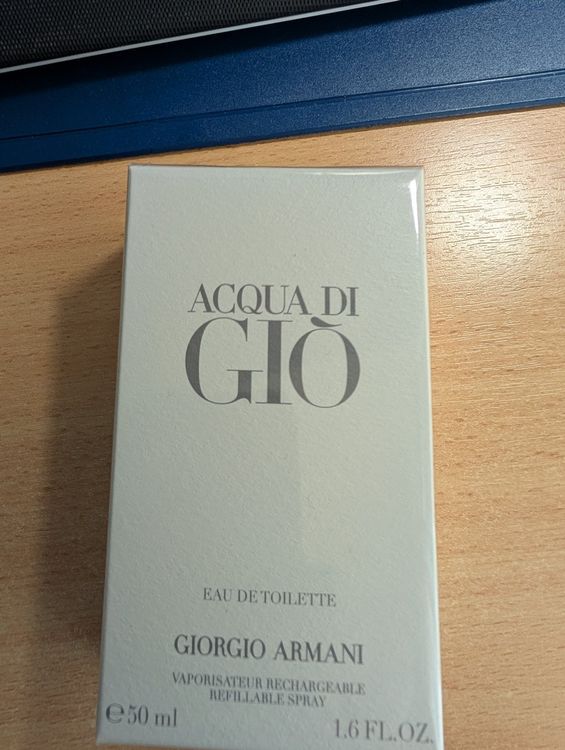 ACQUA DI
GIÒ
EAU DE TOILETTE
GIORGIO ARMANI
VAPORISATEUR RECHARGEABLE
REFILLABLE SPRAY
℮50 ml
1.6 FL.OZ.